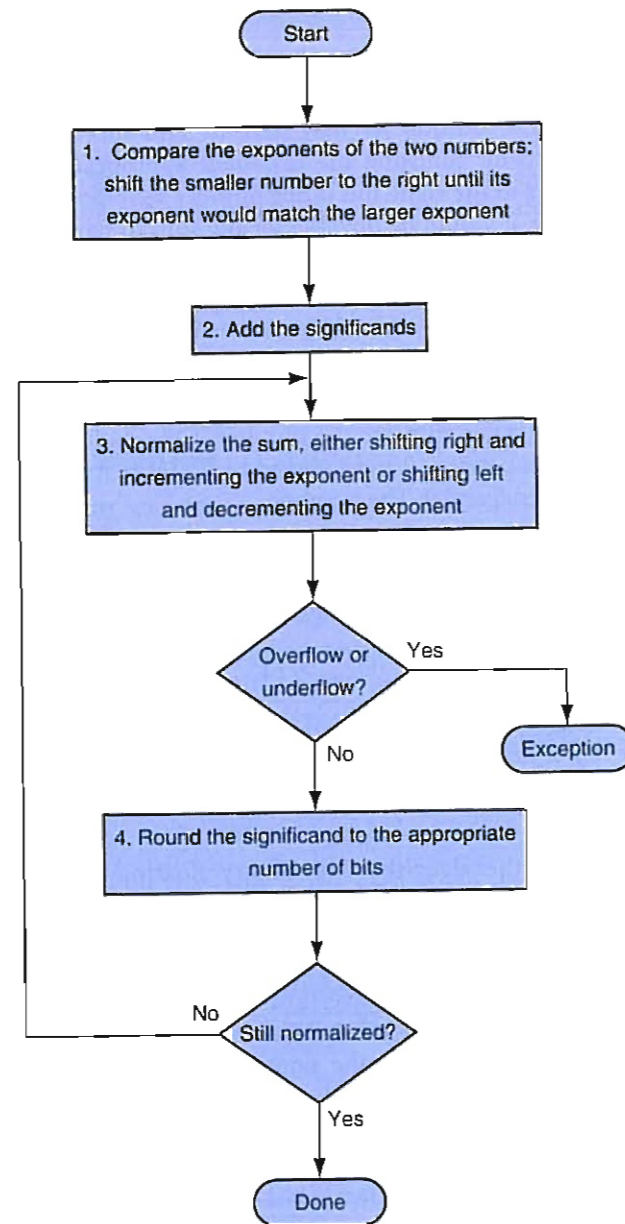 Start
1. Compare the exponents of the two numbers;
shift the smaller number to the right until its
exponent would match the larger exponent
2. Add the significands
3. Normalize the sum, either shifting right and
incrementing the exponent or shifting left
and decrementing the exponent
Overflow or
underflow?
Yes
Exception
No
4. Round the significand to the appropriate
number of bits
No
Still normalized?
Yes
Done